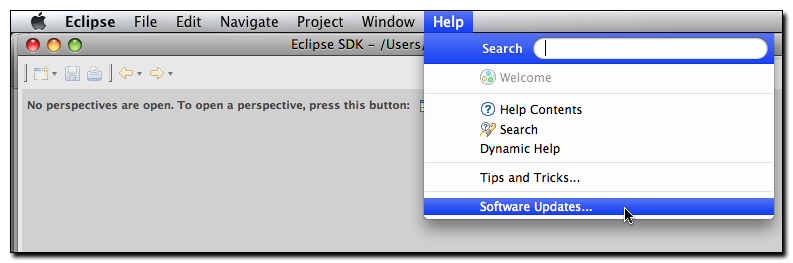 Eclipse File Edit Navigate Project Window Help
Eclipse SDK – /Users/
Search
Welcome
No perspectives are open. To open a perspective, press this button:
Help Contents
Search
Dynamic Help
Tips and Tricks...
Software Updates...